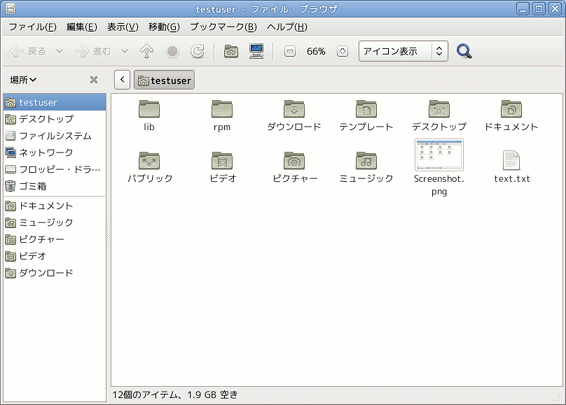 testuser - ファイル・ブラウザ
ファイル(F) 編集(E) 表示(V) 移動(G) ブックマーク(B) ヘルプ(H)
戻る 進む 66% アイコン表示
場所 testuser
testuser
デスクトップ
ファイルシステム
ネットワーク
フロッピー・ドラ…
ゴミ箱
ドキュメント
ミュージック
ピクチャー
ビデオ
ダウンロード
lib rpm ダウンロード テンプレート デスクトップ ドキュメント
パブリック ビデオ ピクチャー ミュージック Screenshot. text.txt
png
12個のアイテム、1.9 GB 空き